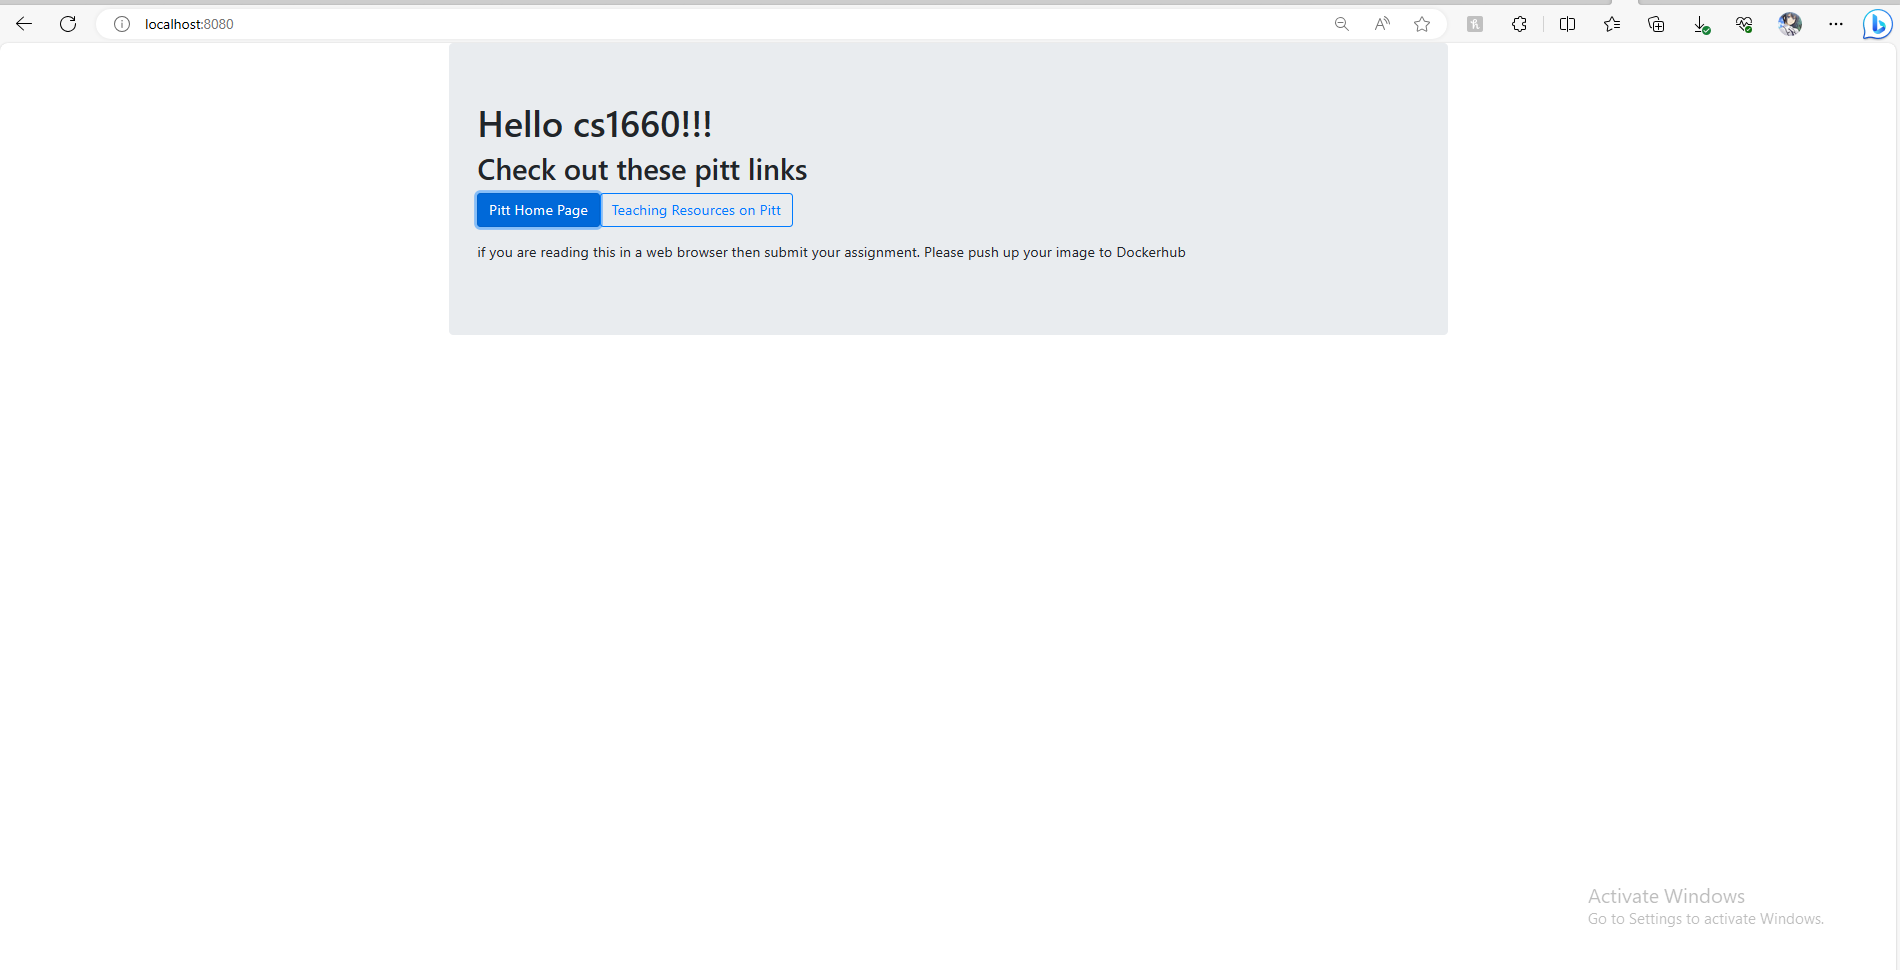 localhost:8080
Hello cs1660!!!
Check out these pitt links
Pitt Home Page Teaching Resources on Pitt
if you are reading this in a web browser then submit your assignment. Please push up your image to Dockerhub
Activate Windows
Go to Settings to activate Windows.